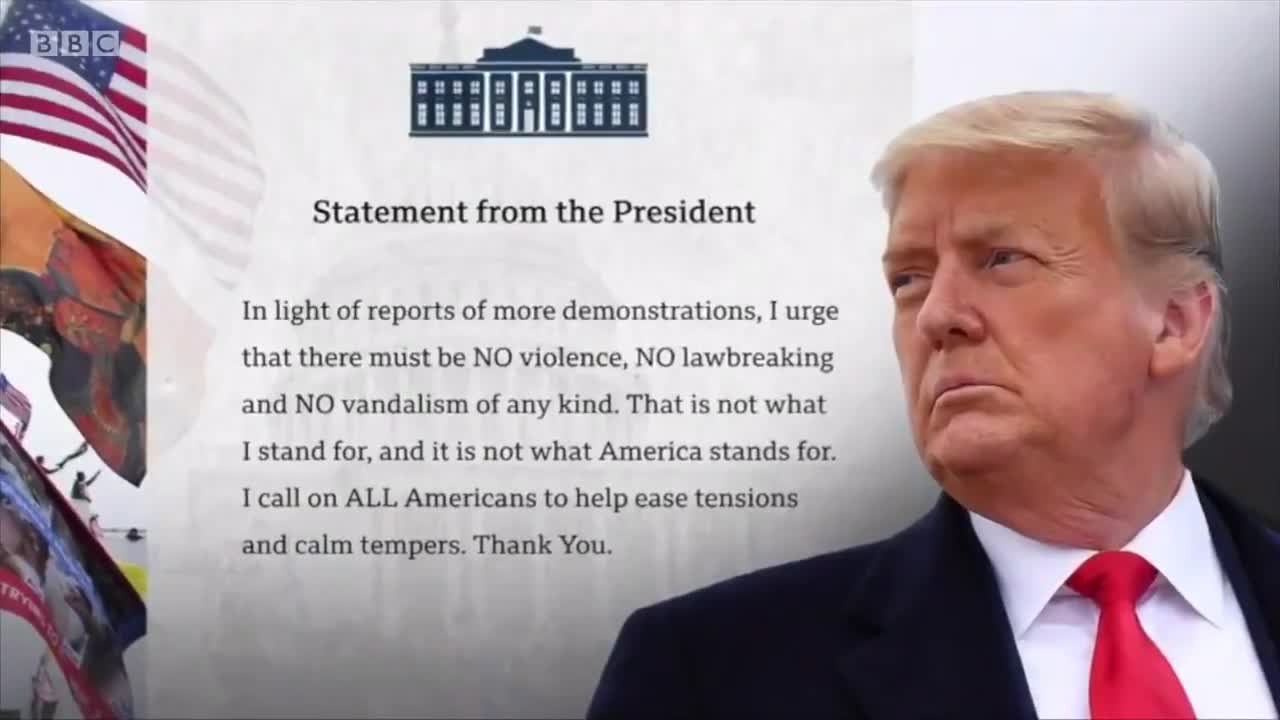 BBC
Statement from the President
In light of reports of more demonstrations, I urge
that there must be NO violence, NO lawbreaking
and NO vandalism of any kind. That is not what
I stand for, and it is not what America stands for.
I call on ALL Americans to help ease tensions
and calm tempers. Thank You.
TRYING TO